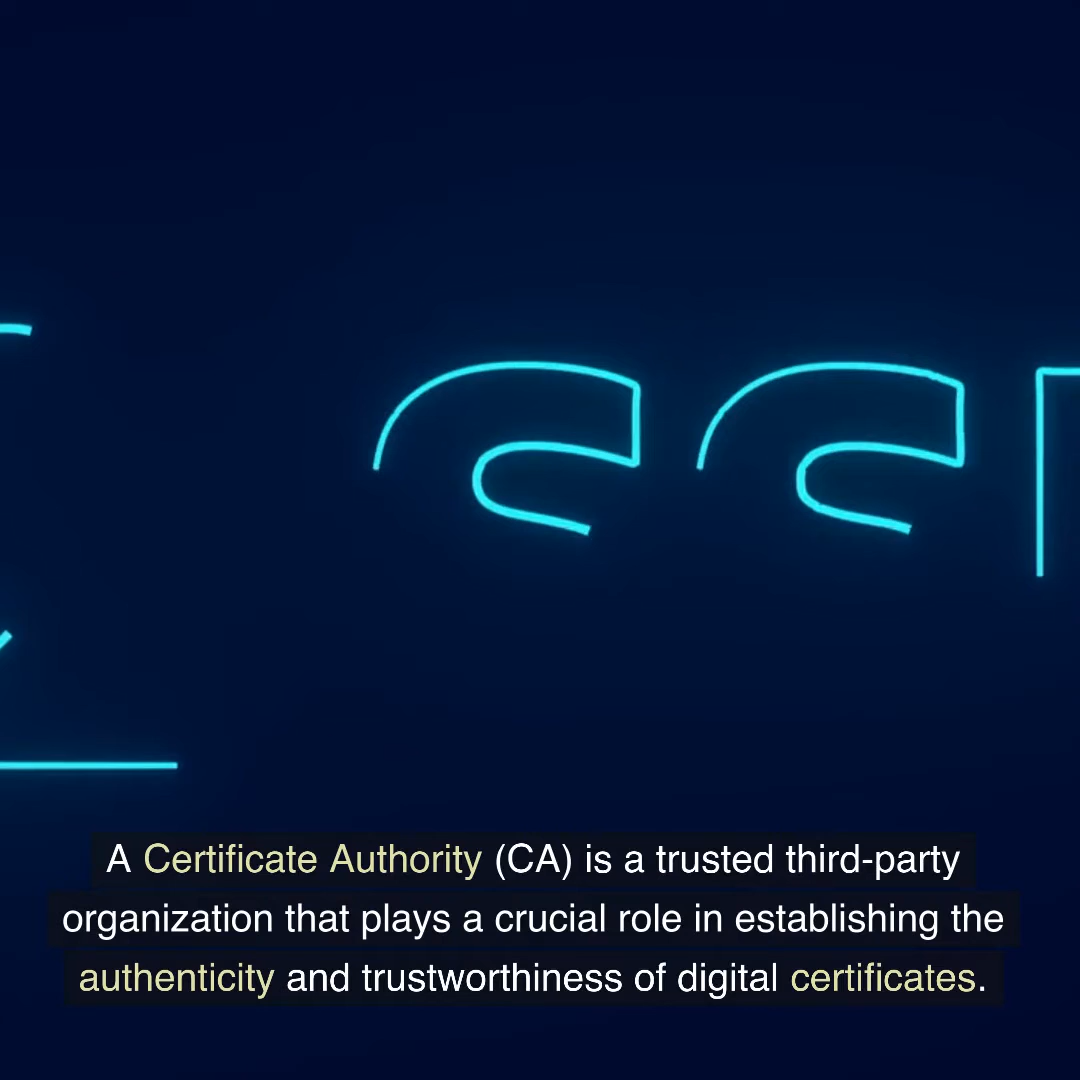 A Certificate Authority (CA) is a trusted third-party
organization that plays a crucial role in establishing the
authenticity and trustworthiness of digital certificates.